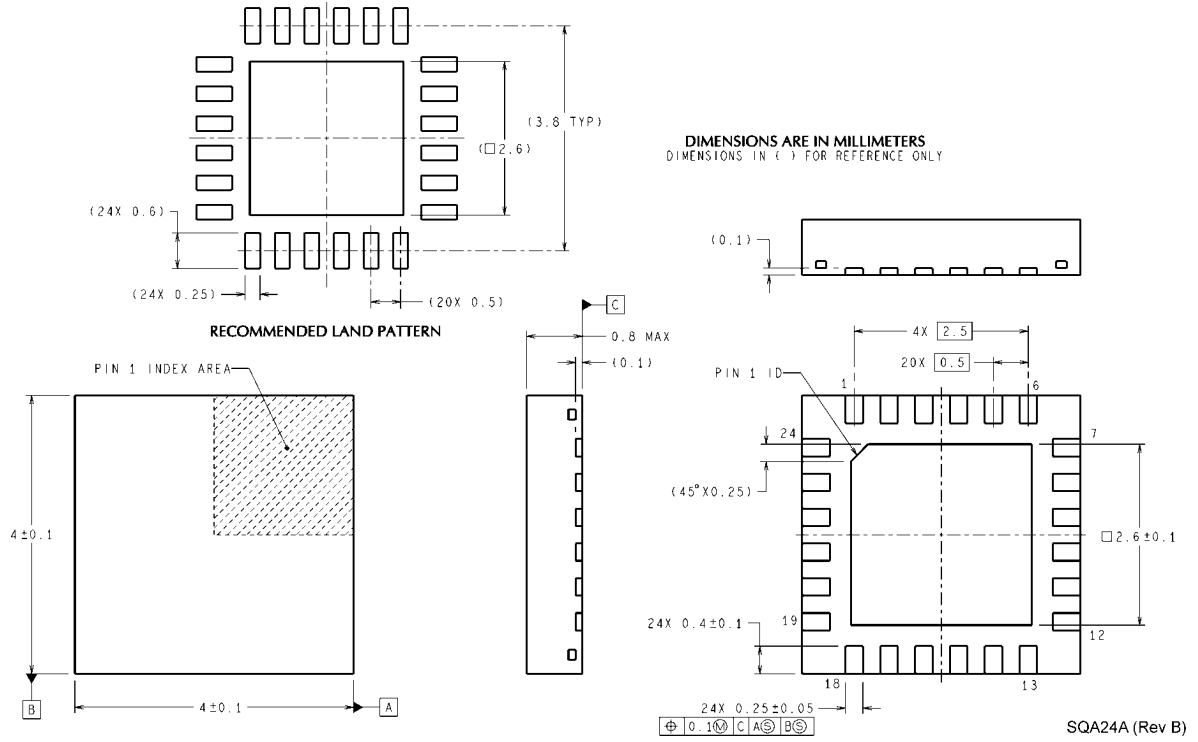 (3.8 TYP)
(□2.6)
(24X 0.6)
(24X 0.25)
(20X 0.5)
RECOMMENDED LAND PATTERN
DIMENSIONS ARE IN MILLIMETERS
DIMENSIONS IN ( ) FOR REFERENCE ONLY
(0.1)
C
0.8 MAX
(0.1)
PIN 1 INDEX AREA
4±0.1
B
4±0.1
A
4X 2.5
20X 0.5
PIN 1 ID
1
6
24
7
(45°X0.25)
□2.6±0.1
24X 0.4±0.1
19
12
18
13
24X 0.25±0.05
⌖ 0.1Ⓜ C AⓈ BⓈ
SQA24A (Rev B)